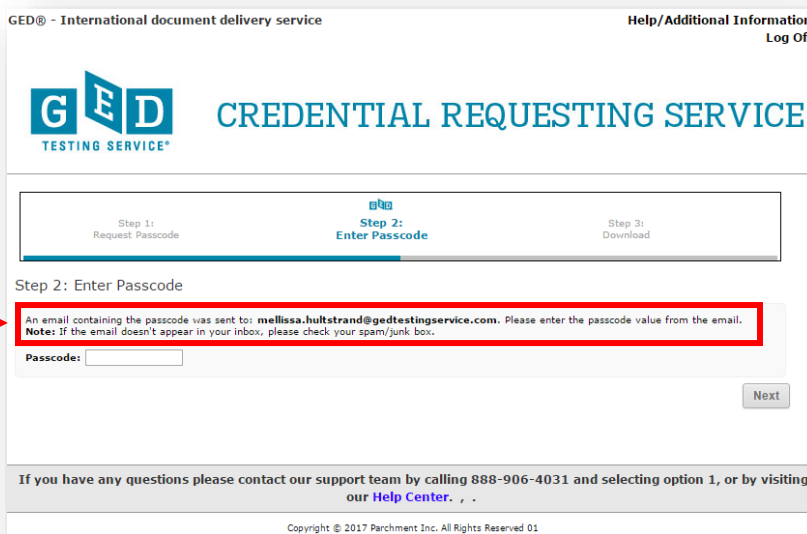 GED® - International document delivery service
Help/Additional Information
Log Of
GED
TESTING SERVICE®
CREDENTIAL REQUESTING SERVICE
GED
Step 1:
Request Passcode
Step 2:
Enter Passcode
Step 3:
Download
Step 2: Enter Passcode
An email containing the passcode was sent to: mellissa.hultstrand@gedtestingservice.com. Please enter the passcode value from the email.
Note: If the email doesn't appear in your inbox, please check your spam/junk box.
Passcode:
Next
If you have any questions please contact our support team by calling 888-906-4031 and selecting option 1, or by visiting
our Help Center. , .
Copyright © 2017 Parchment Inc. All Rights Reserved 01